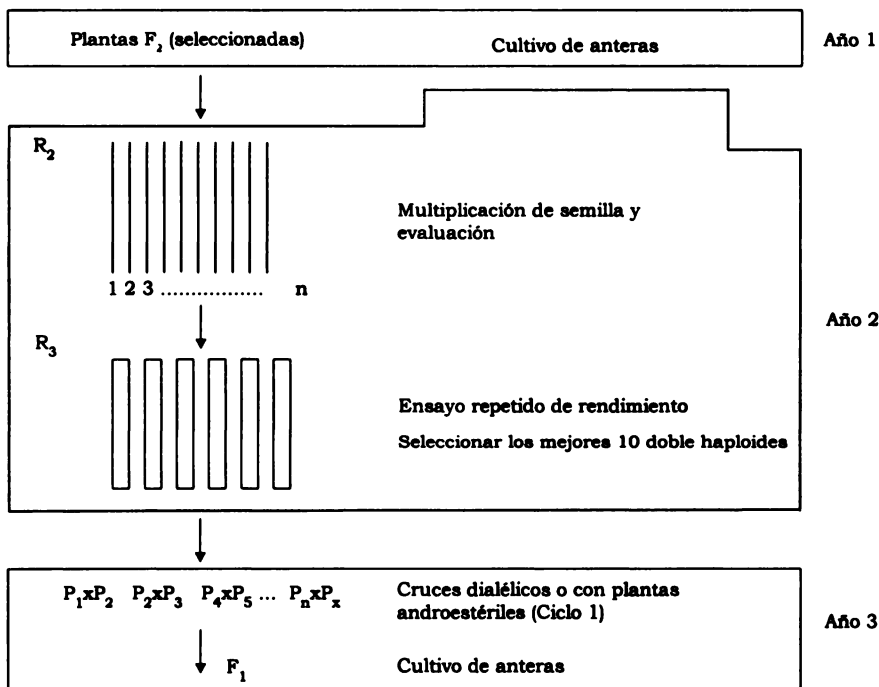 Plantas F₂ (seleccionadas) Cultivo de anteras Año 1
R₂
Multiplicación de semilla y
evaluación
1 2 3 ................. n
Año 2
R₃
Ensayo repetido de rendimiento
Seleccionar los mejores 10 doble haploides
P₁xP₂ P₂xP₃ P₄xP₅ ... PₙxPₓ Cruces dialélicos o con plantas
androestériles (Ciclo 1)
Año 3
F₁ Cultivo de anteras